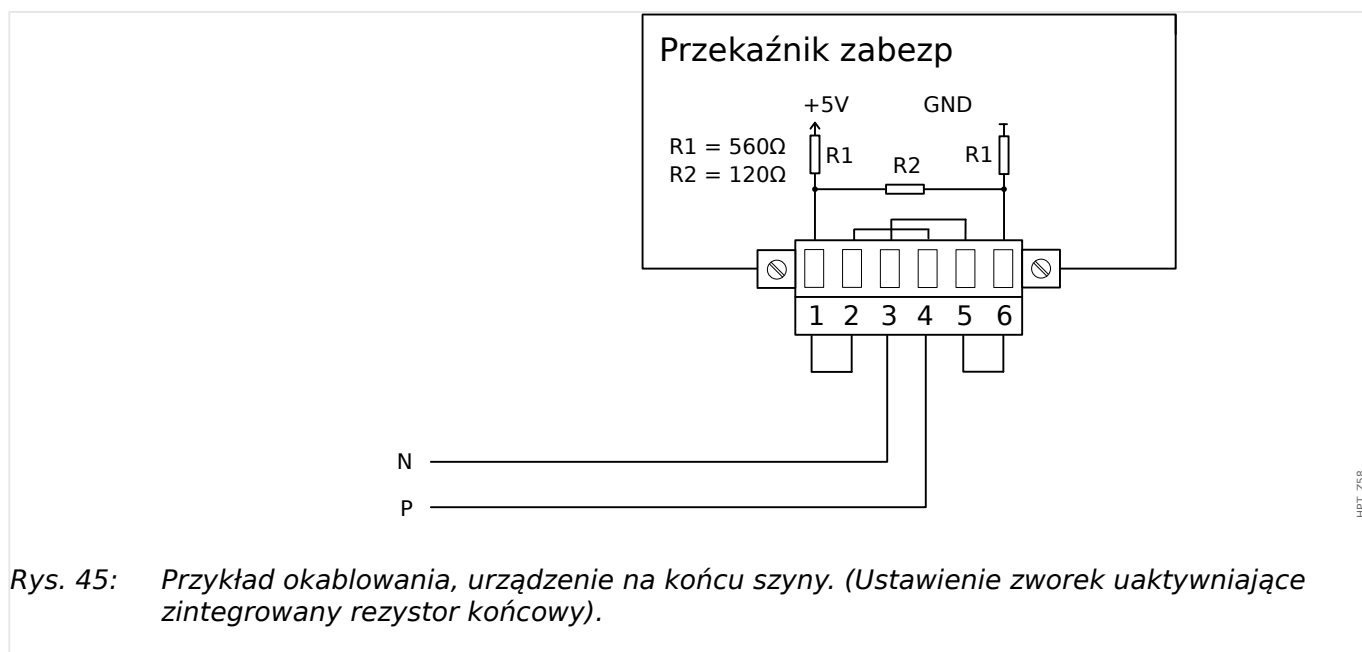 Przekaźnik zabezp
+5V GND
R1 = 560Ω
R2 = 120Ω
R1 R2 R1
1 2 3 4 5 6
N
P
HPT_Z58
Rys. 45: Przykład okablowania, urządzenie na końcu szyny. (Ustawienie zworek uaktywniające
zintegrowany rezystor końcowy).